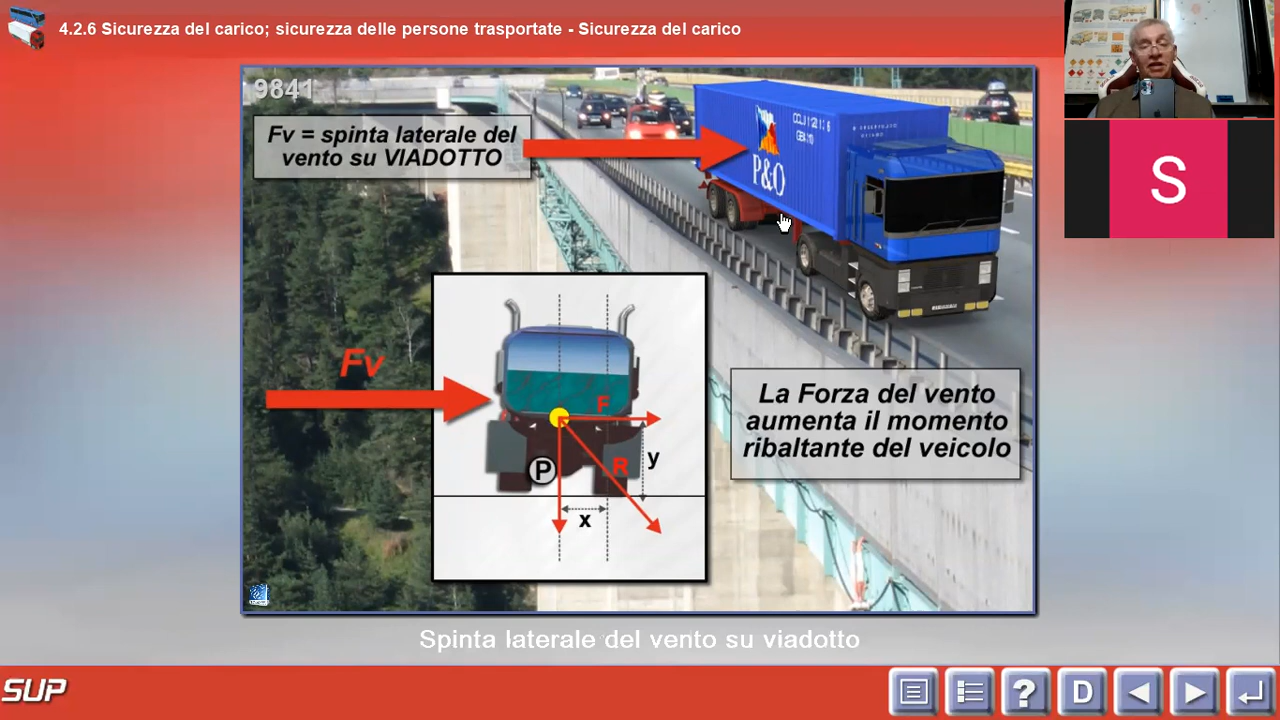 4.2.6 Sicurezza del carico; sicurezza delle persone trasportate - Sicurezza del carico
9841
Fv = spinta laterale del
vento su VIADOTTO
P&O
S
Fv
F
P
R
y
x
La Forza del vento
aumenta il momento
ribaltante del veicolo
Spinta laterale del vento su viadotto
SUP
?
D